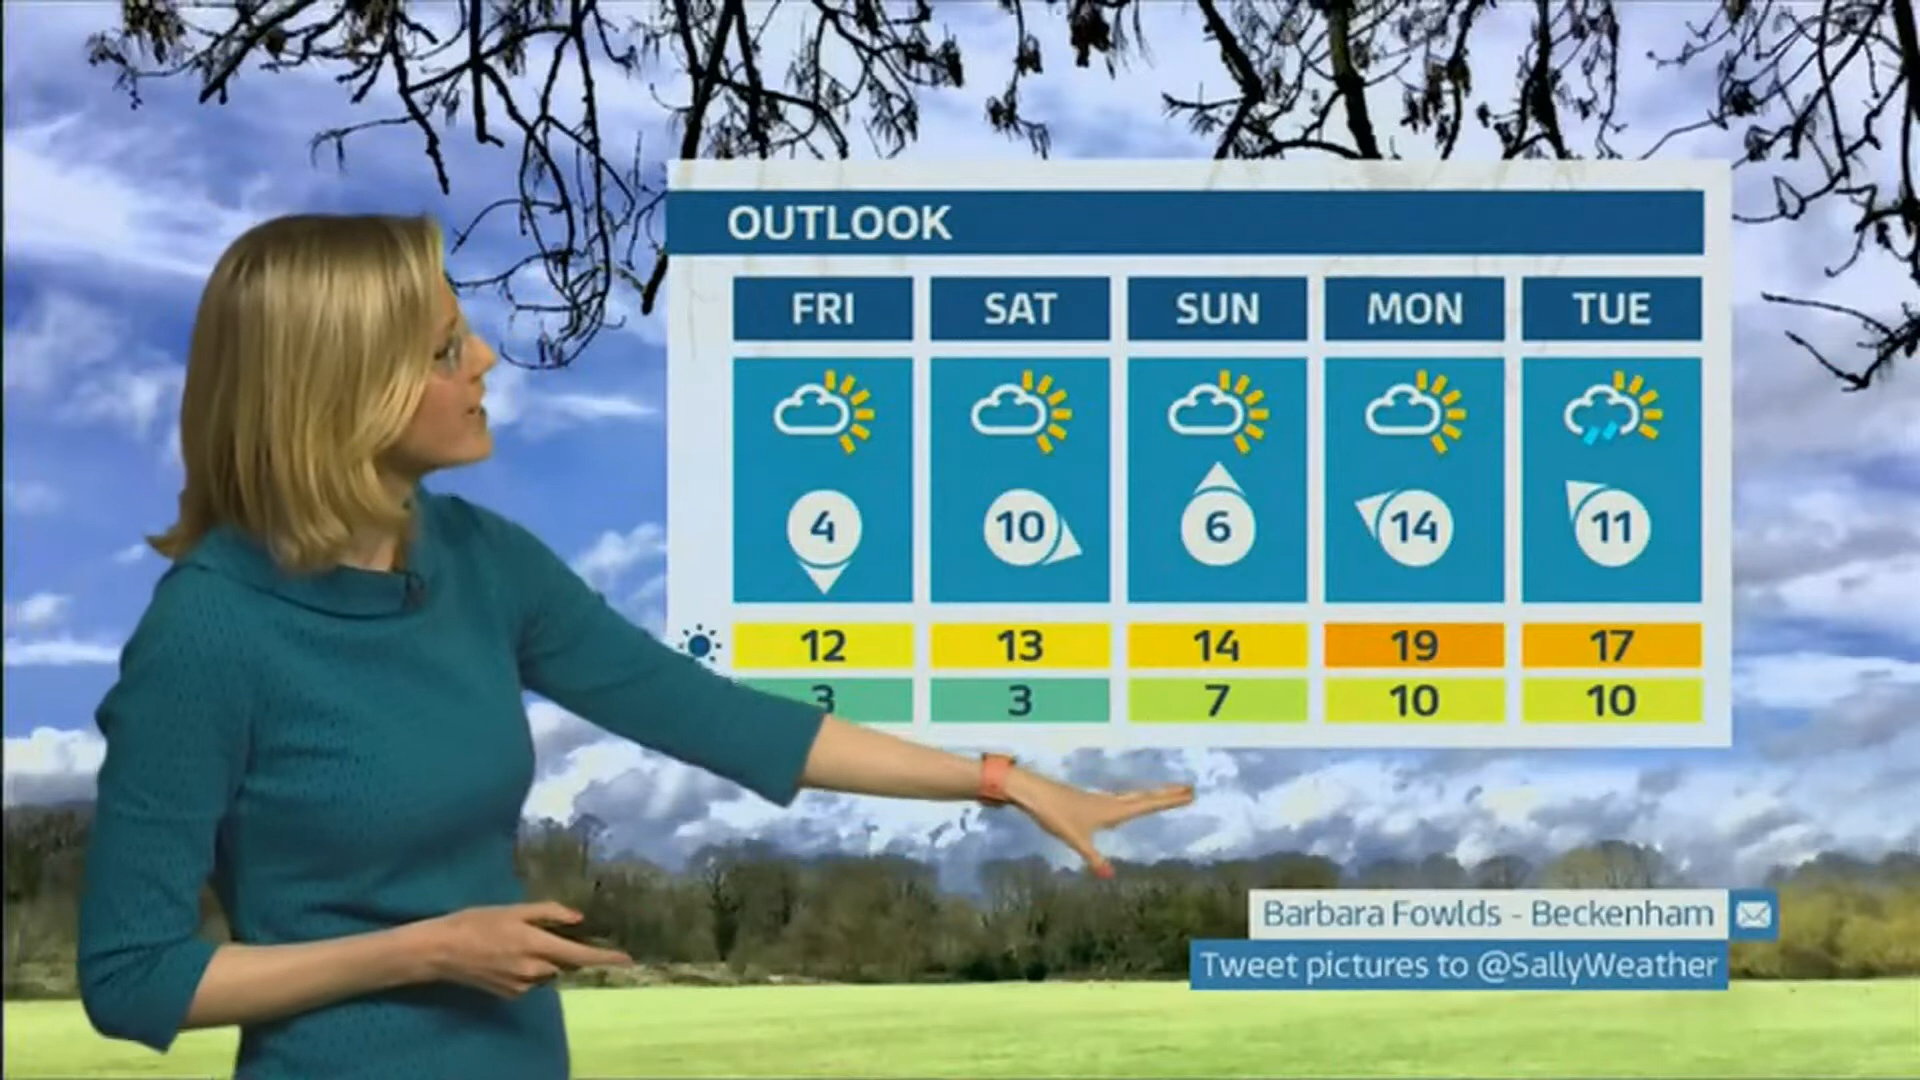 OUTLOOK
FRI SAT SUN MON TUE
4 10 6 14 11
12 13 14 19 17
3 3 7 10 10
Barbara Fowlds - Beckenham
Tweet pictures to @SallyWeather